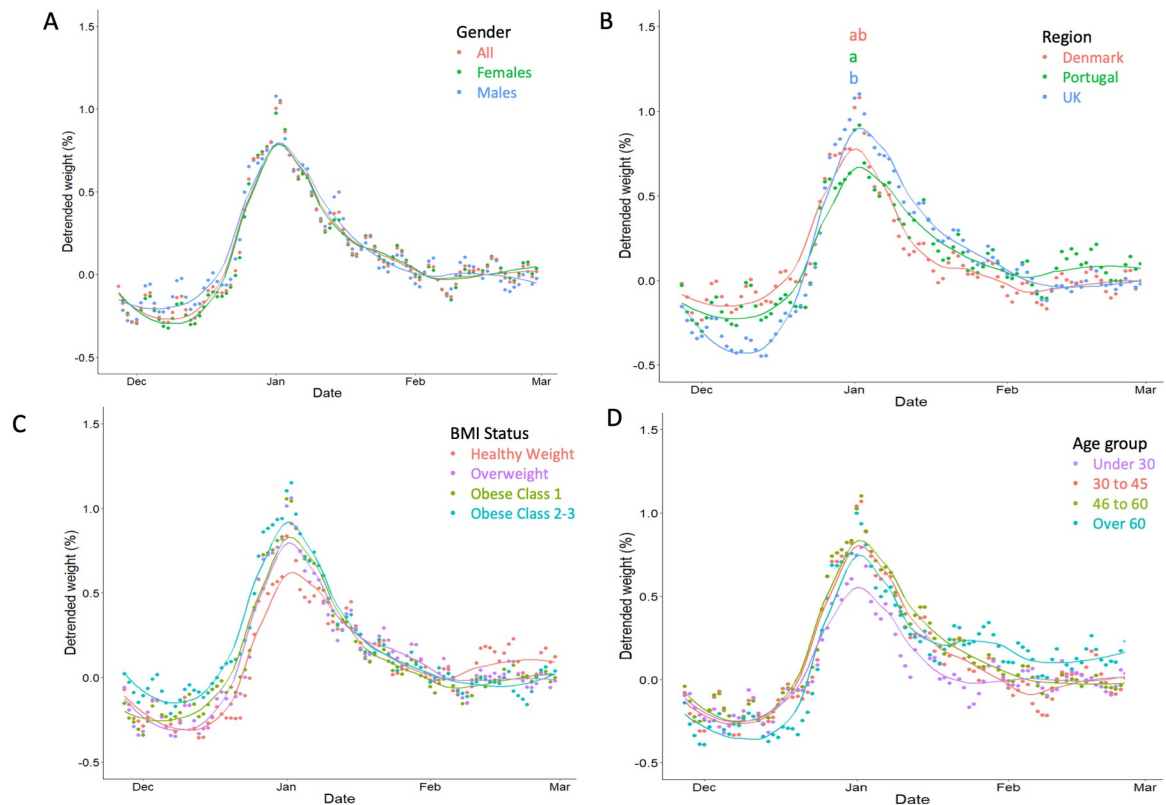 A
Gender
All
Females
Males
1.5
1.0
0.5
0.0
-0.5
Detrended weight (%)
Dec
Jan
Feb
Mar
Date
B
ab
a
b
Region
Denmark
Portugal
UK
1.5
1.0
0.5
0.0
-0.5
Detrended weight (%)
Dec
Jan
Feb
Mar
Date
C
BMI Status
Healthy Weight
Overweight
Obese Class 1
Obese Class 2-3
1.5
1.0
0.5
0.0
-0.5
Detrended weight (%)
Dec
Jan
Feb
Mar
Date
D
Age group
Under 30
30 to 45
46 to 60
Over 60
1.5
1.0
0.5
0.0
-0.5
Detrended weight (%)
Dec
Jan
Feb
Mar
Date